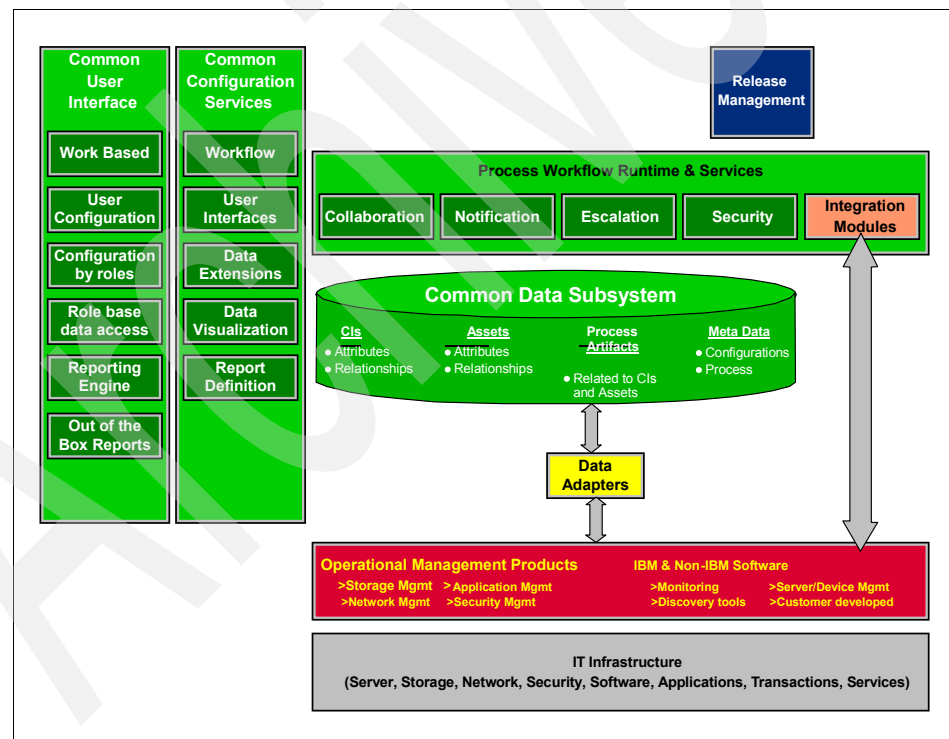 Common
User
Interface
Work Based
User
Configuration
Configuration
by roles
Role base
data access
Reporting
Engine
Out of the
Box Reports
Common
Configuration
Services
Workflow
User
Interfaces
Data
Extensions
Data
Visualization
Report
Definition
Release
Management
Process Workflow Runtime & Services
Collaboration
Notification
Escalation
Security
Integration
Modules
Common Data Subsystem
CIs
● Attributes
● Relationships
Assets
● Attributes
● Relationships
Process
Artifacts
● Related to CIs
and Assets
Meta Data
● Configurations
● Process
Data
Adapters
Operational Management Products
>Storage Mgmt >Application Mgmt
>Network Mgmt >Security Mgmt
IBM & Non-IBM Software
>Monitoring >Server/Device Mgmt
>Discovery tools >Customer developed
IT Infrastructure
(Server, Storage, Network, Security, Software, Applications, Transactions, Services)